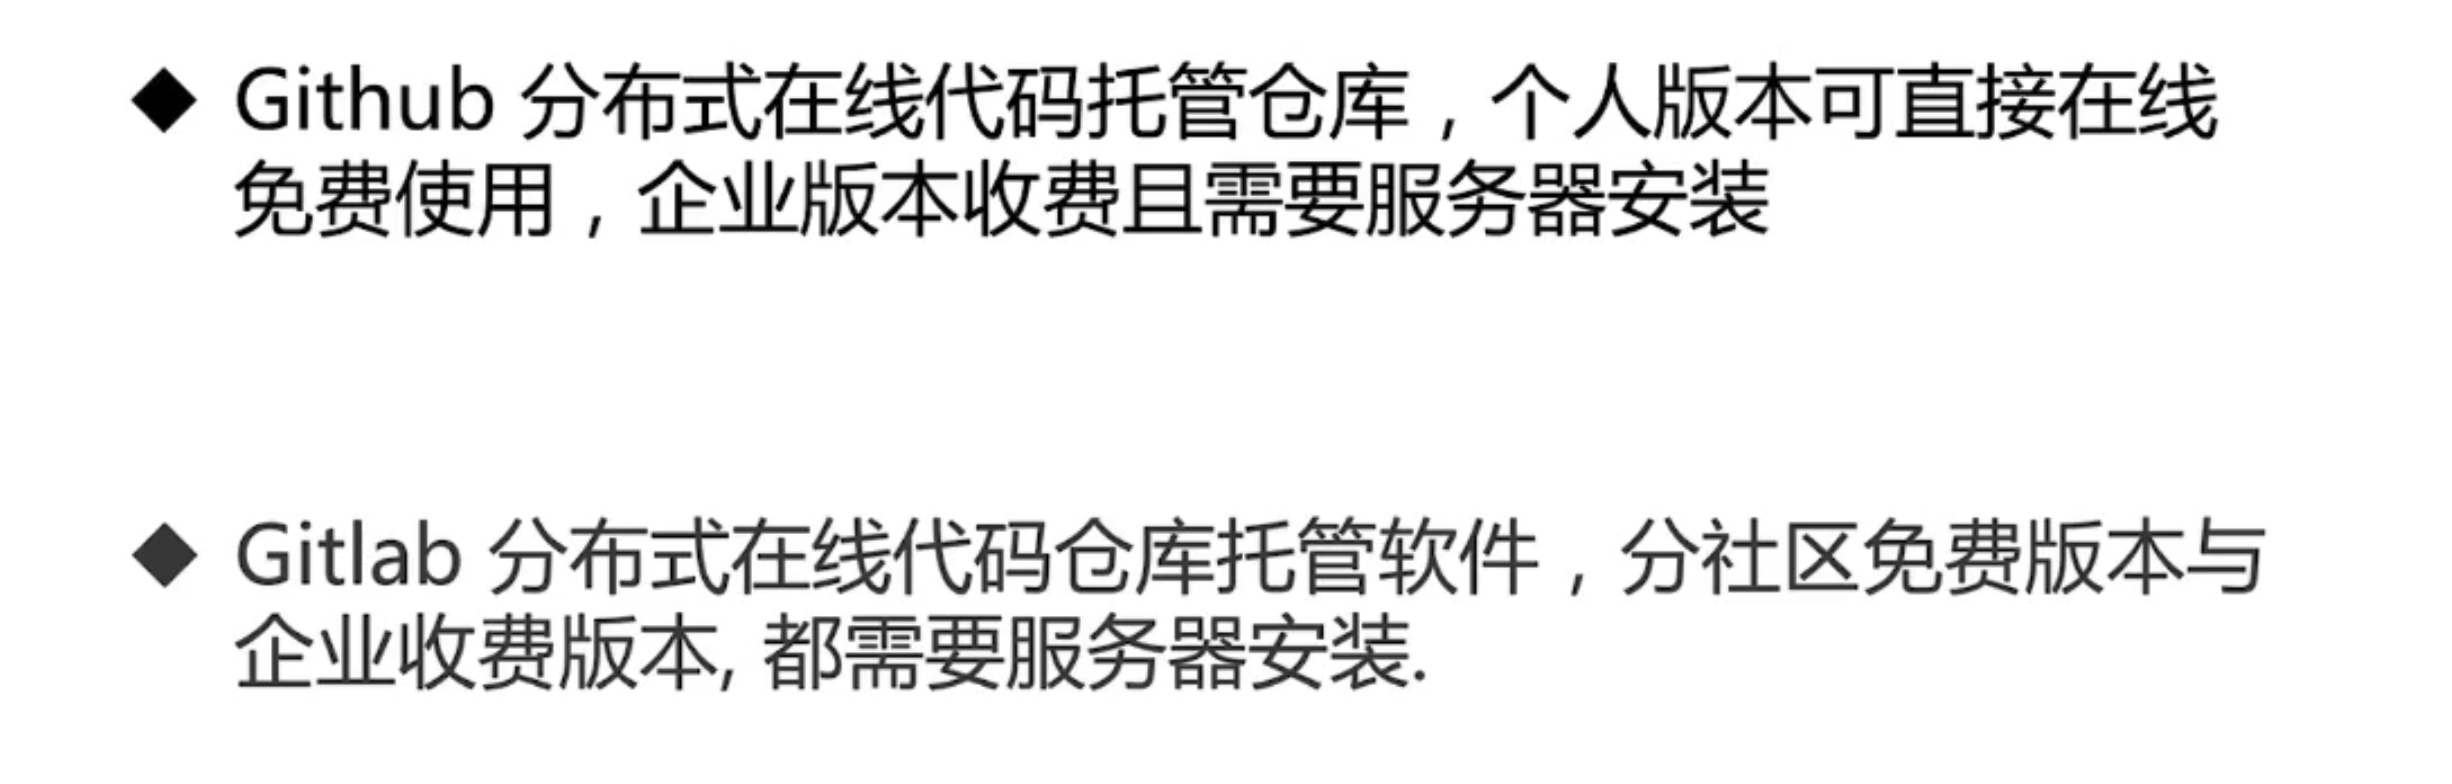 ◆ Github 分布式在线代码托管仓库，个人版本可直接在线
免费使用，企业版本收费且需要服务器安装
◆ Gitlab 分布式在线代码仓库托管软件，分社区免费版本与
企业收费版本, 都需要服务器安装.